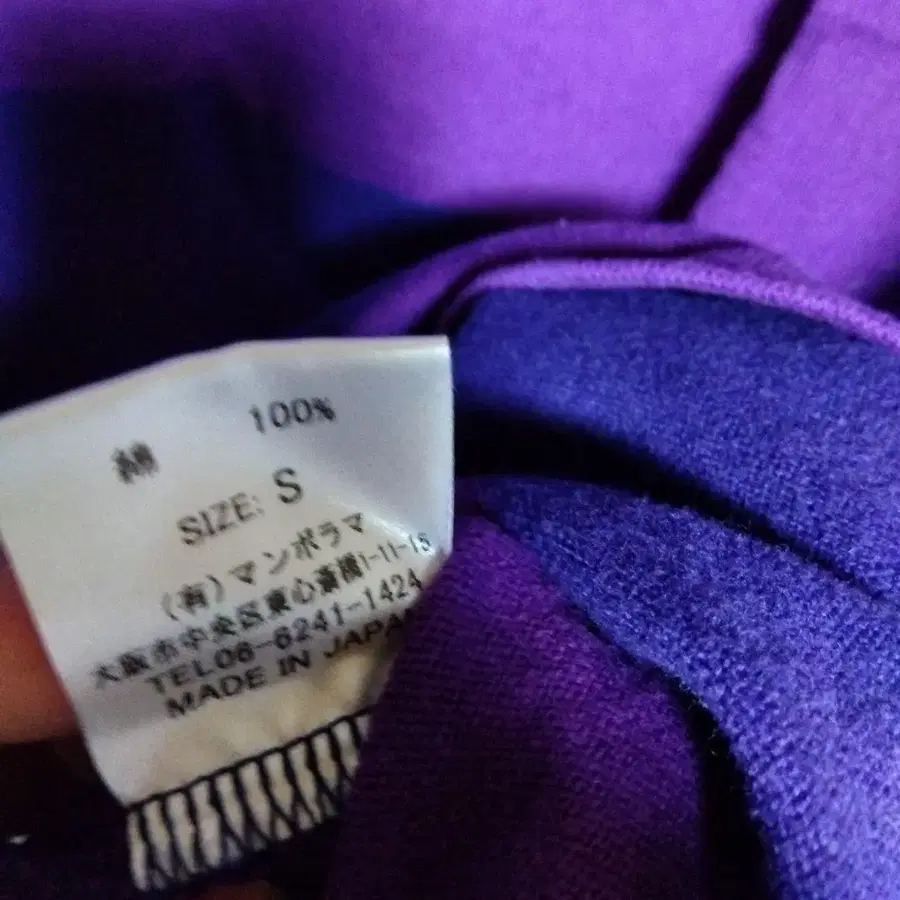 綿 100%
SIZE: S
(有)マンボラマ
大阪市中央区東心斎橋1-11-15
TEL06-6241-1424
MADE IN JAPAN